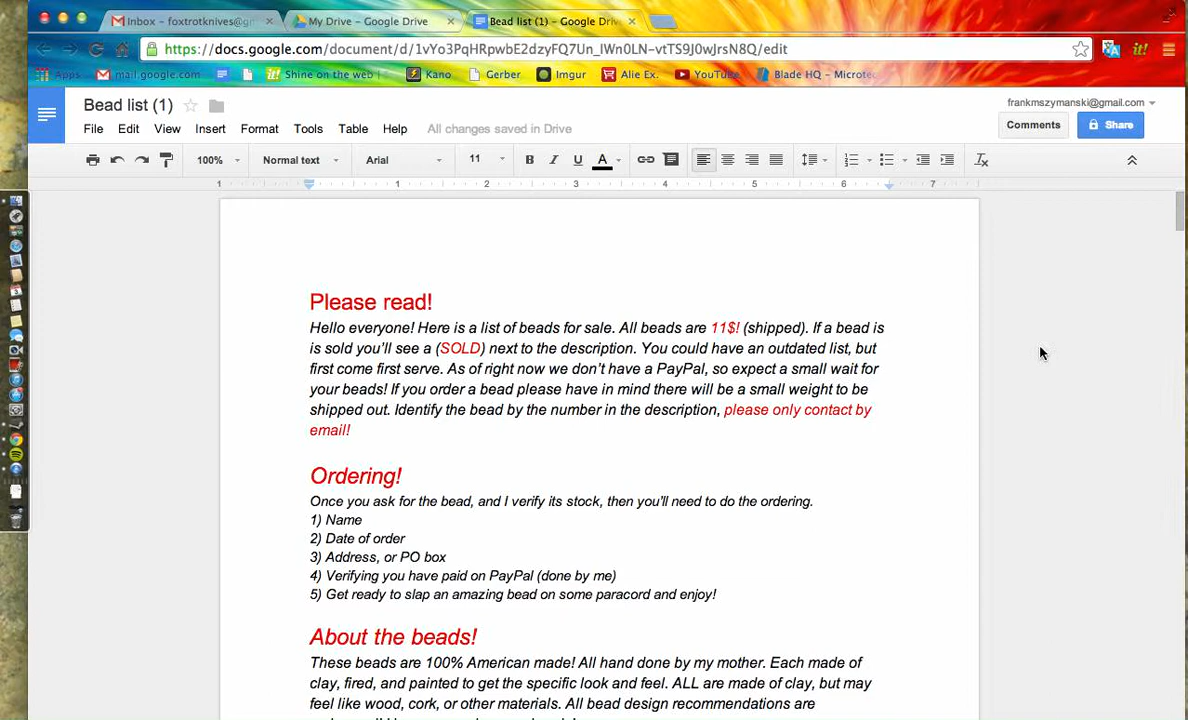 Inbox – foxtrotknives@g
My Drive – Google Drive
Bead list (1) – Google Driv
https://docs.google.com/document/d/1vYo3PqHRpwbE2dzyFQ7Un_lWn0LN-vtTS9J0wJrsN8Q/edit
Apps
mail.google.com
Shine on the web
Kano
Gerber
Imgur
Alie Ex.
YouTube
Blade HQ – Microtec
Bead list (1)
frankmszymanski@gmail.com
File Edit View Insert Format Tools Table Help All changes saved in Drive
Comments
Share
100% Normal text Arial 11 B I U A
1 1 2 3 4 5 6 7
Please read!
Hello everyone! Here is a list of beads for sale. All beads are 11$! (shipped). If a bead is
is sold you'll see a (SOLD) next to the description. You could have an outdated list, but
first come first serve. As of right now we don't have a PayPal, so expect a small wait for
your beads! If you order a bead please have in mind there will be a small weight to be
shipped out. Identify the bead by the number in the description, please only contact by
email!
Ordering!
Once you ask for the bead, and I verify its stock, then you'll need to do the ordering.
1) Name
2) Date of order
3) Address, or PO box
4) Verifying you have paid on PayPal (done by me)
5) Get ready to slap an amazing bead on some paracord and enjoy!
About the beads!
These beads are 100% American made! All hand done by my mother. Each made of
clay, fired, and painted to get the specific look and feel. ALL are made of clay, but may
feel like wood, cork, or other materials. All bead design recommendations are